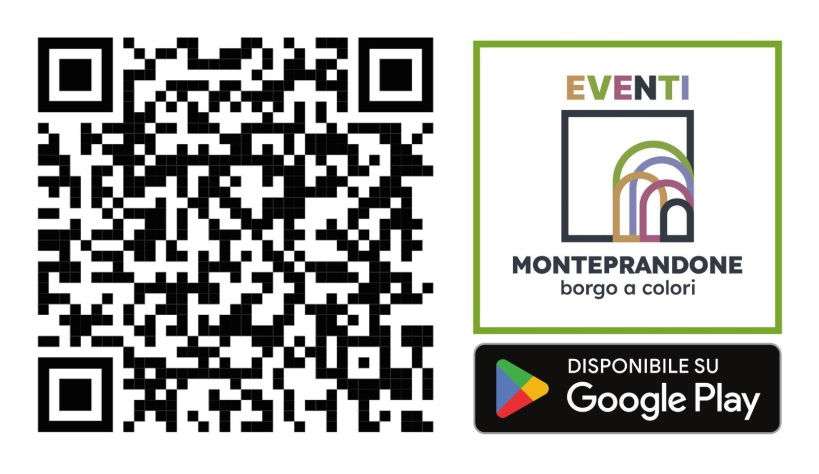 EVENTI
MONTEPRANDONE
borgo a colori
DISPONIBILE SU
Google Play